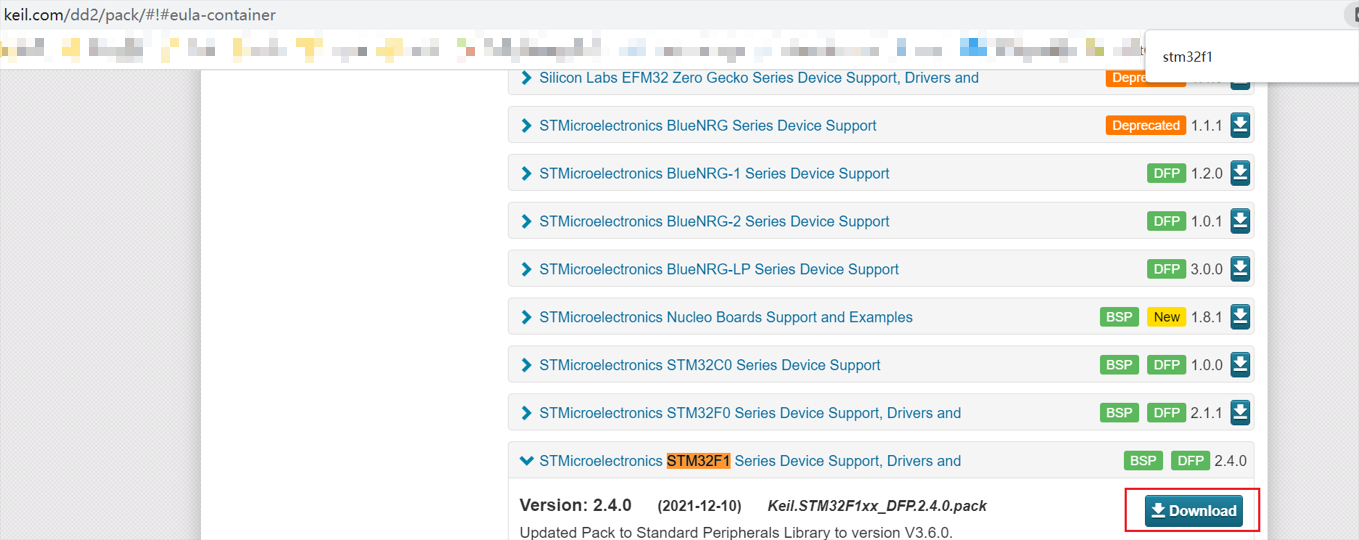 keil.com/dd2/pack/#!#eula-container
stm32f1
Silicon Labs EFM32 Zero Gecko Series Device Support, Drivers and
STMicroelectronics BlueNRG Series Device Support Deprecated 1.1.1
STMicroelectronics BlueNRG-1 Series Device Support DFP 1.2.0
STMicroelectronics BlueNRG-2 Series Device Support DFP 1.0.1
STMicroelectronics BlueNRG-LP Series Device Support DFP 3.0.0
STMicroelectronics Nucleo Boards Support and Examples BSP New 1.8.1
STMicroelectronics STM32C0 Series Device Support BSP DFP 1.0.0
STMicroelectronics STM32F0 Series Device Support, Drivers and BSP DFP 2.1.1
STMicroelectronics STM32F1 Series Device Support, Drivers and BSP DFP 2.4.0
Version: 2.4.0 (2021-12-10) Keil.STM32F1xx_DFP.2.4.0.pack Download
Updated Pack to Standard Peripherals Library to version V3.6.0.